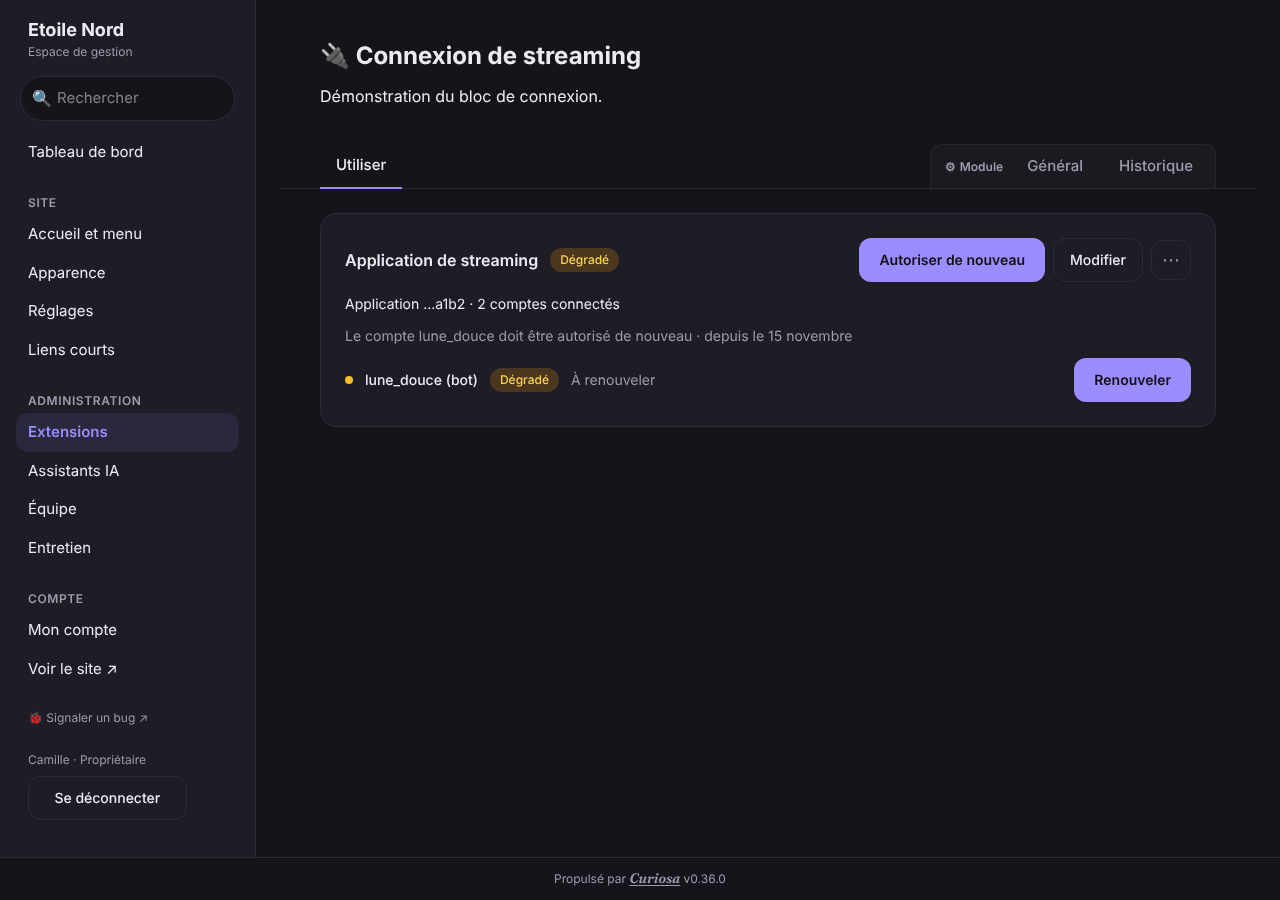 Etoile Nord
Espace de gestion
🔍 Rechercher
Tableau de bord
SITE
Accueil et menu
Apparence
Réglages
Liens courts
ADMINISTRATION
Extensions
Assistants IA
Équipe
Entretien
COMPTE
Mon compte
Voir le site ↗
🐞 Signaler un bug ↗
Camille · Propriétaire
Se déconnecter
🔌 Connexion de streaming
Démonstration du bloc de connexion.
Utiliser
⚙ Module Général Historique
Application de streaming Dégradé Autoriser de nouveau Modifier ⋯
Application …a1b2 · 2 comptes connectés
Le compte lune_douce doit être autorisé de nouveau · depuis le 15 novembre
lune_douce (bot) Dégradé À renouveler Renouveler
Propulsé par Curiosa v0.36.0